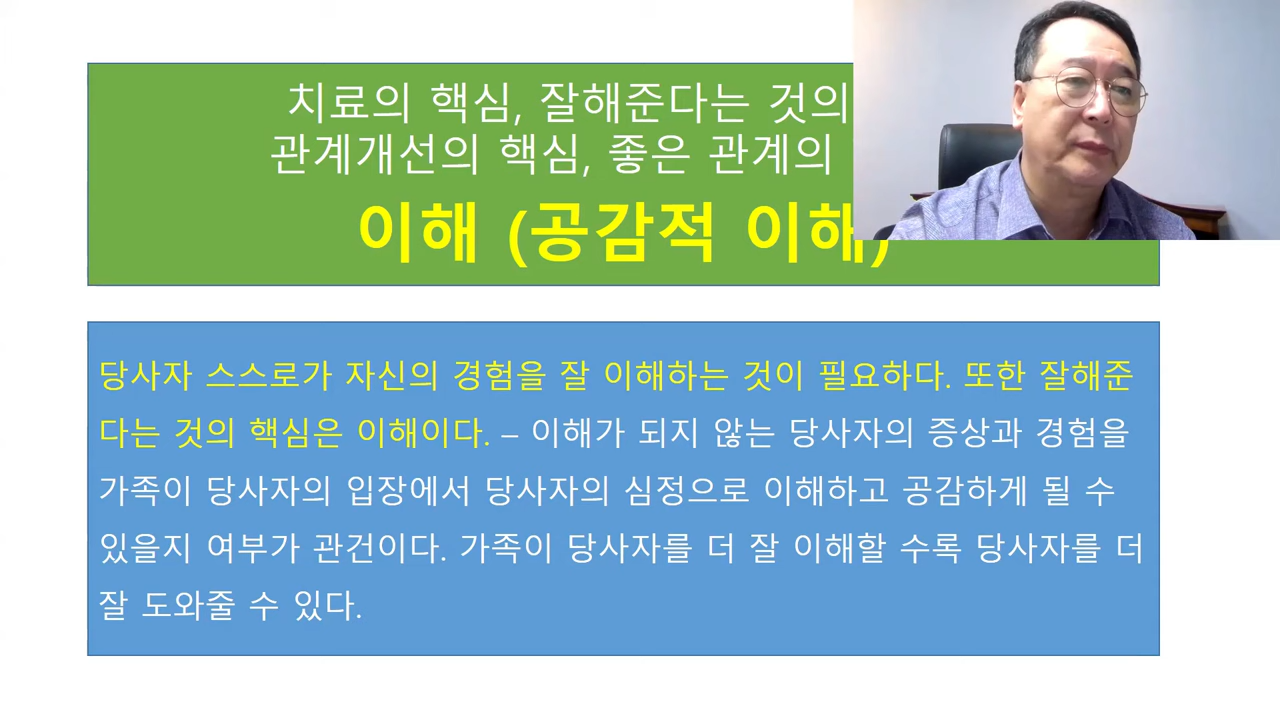 치료의 핵심, 잘해준다는 것의
관계개선의 핵심, 좋은 관계의
이해 (공감적 이해)
당사자 스스로가 자신의 경험을 잘 이해하는 것이 필요하다. 또한 잘해준
다는 것의 핵심은 이해이다. – 이해가 되지 않는 당사자의 증상과 경험을
가족이 당사자의 입장에서 당사자의 심정으로 이해하고 공감하게 될 수
있을지 여부가 관건이다. 가족이 당사자를 더 잘 이해할 수록 당사자를 더
잘 도와줄 수 있다.